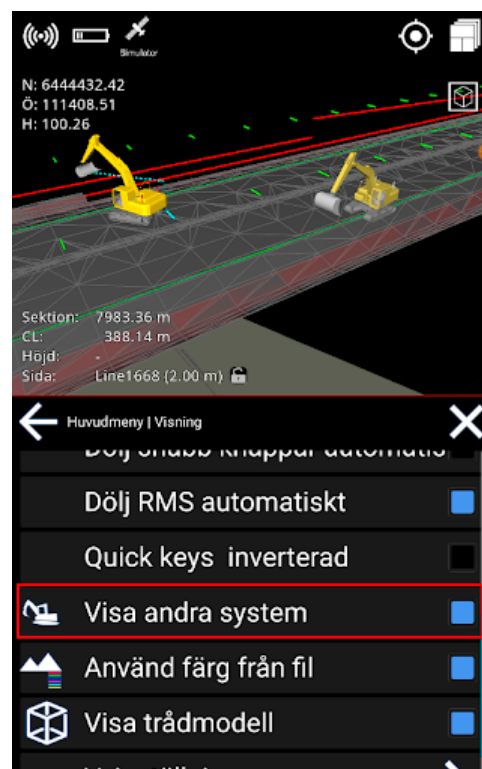 Simulator
N: 6444432.42
Ö: 111408.51
H: 100.26
Sektion: 7983.36 m
CL: 388.14 m
Höjd: -
Sida: Line1668 (2.00 m)
Huvudmeny | Visning
Dölj RMS automatiskt
Quick keys inverterad
Visa andra system
Använd färg från fil
Visa trådmodell